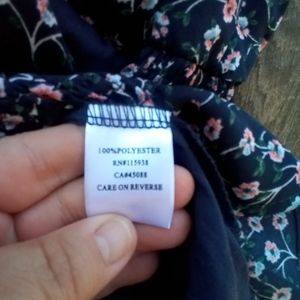 100%POLYESTER
RN#115938
CA#45088
CARE ON REVERSE